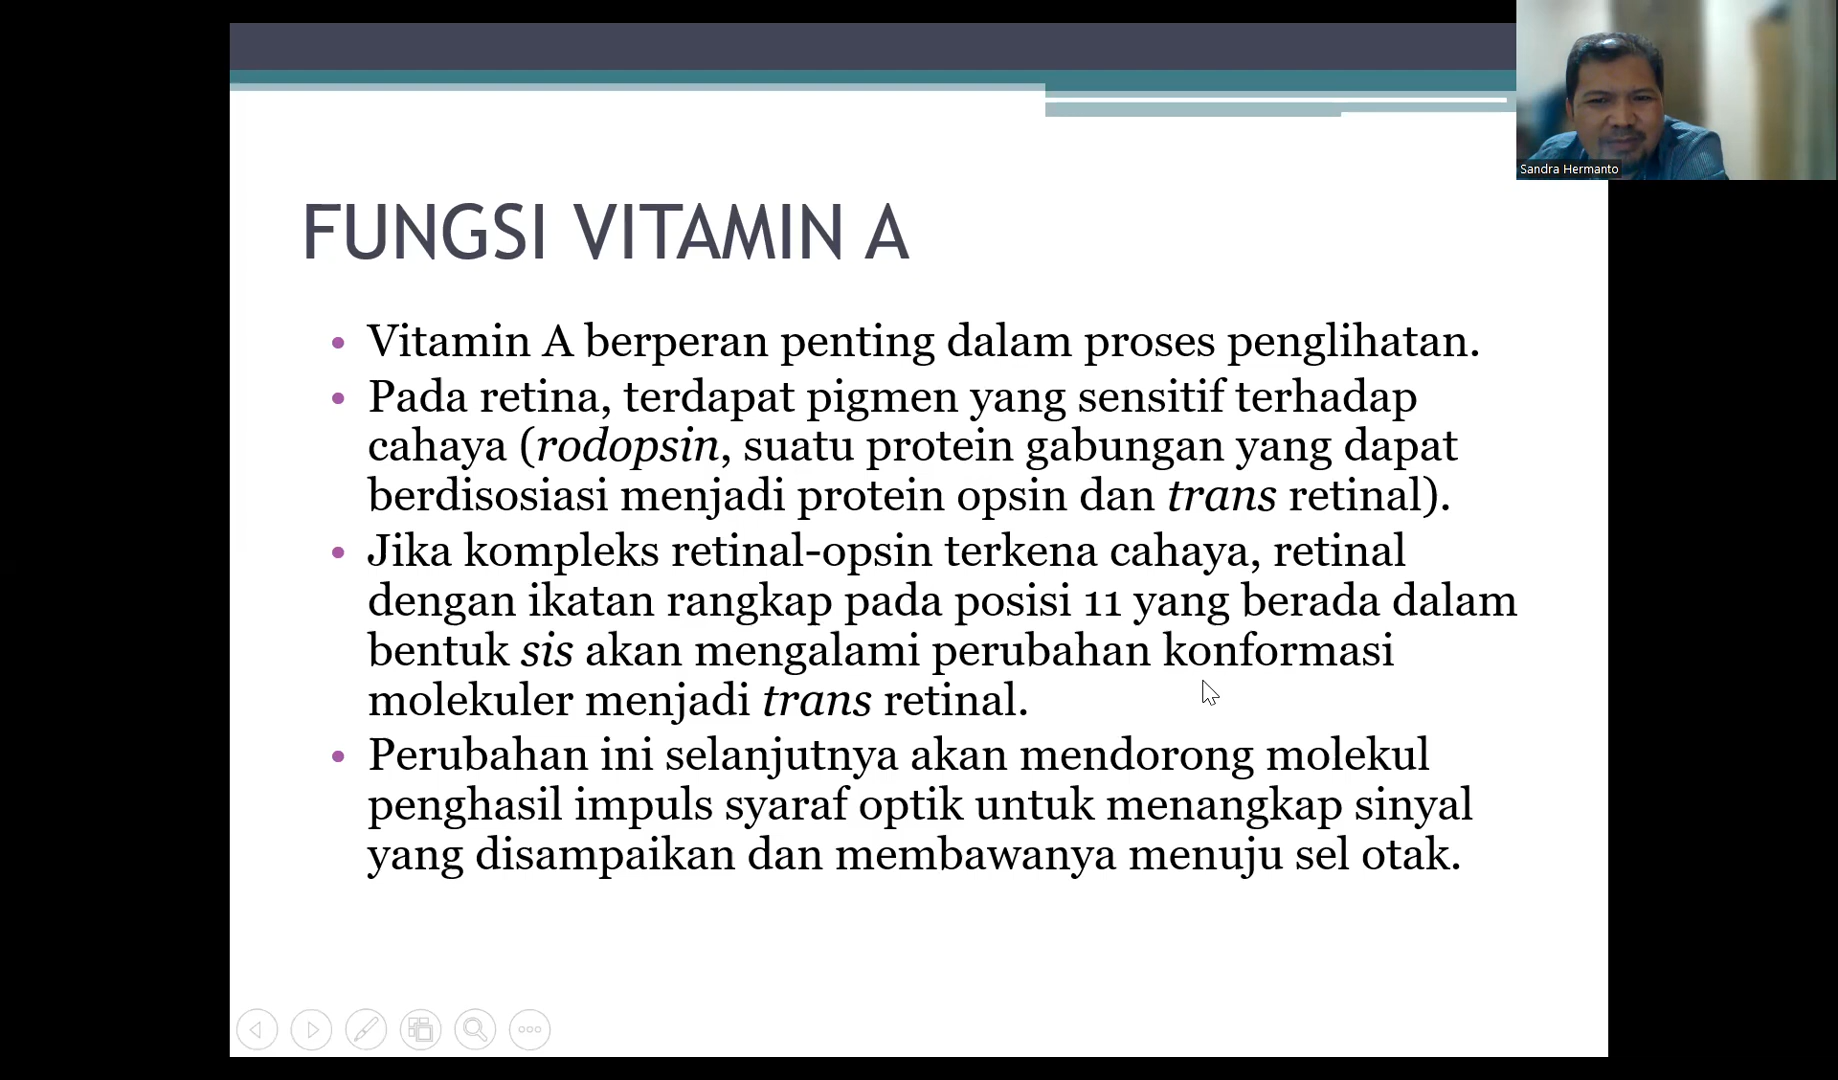 Sandra Hermanto
FUNGSI VITAMIN A
• Vitamin A berperan penting dalam proses penglihatan.
• Pada retina, terdapat pigmen yang sensitif terhadap
cahaya (rodopsin, suatu protein gabungan yang dapat
berdisosiasi menjadi protein opsin dan trans retinal).
• Jika kompleks retinal-opsin terkena cahaya, retinal
dengan ikatan rangkap pada posisi 11 yang berada dalam
bentuk sis akan mengalami perubahan konformasi
molekuler menjadi trans retinal.
• Perubahan ini selanjutnya akan mendorong molekul
penghasil impuls syaraf optik untuk menangkap sinyal
yang disampaikan dan membawanya menuju sel otak.